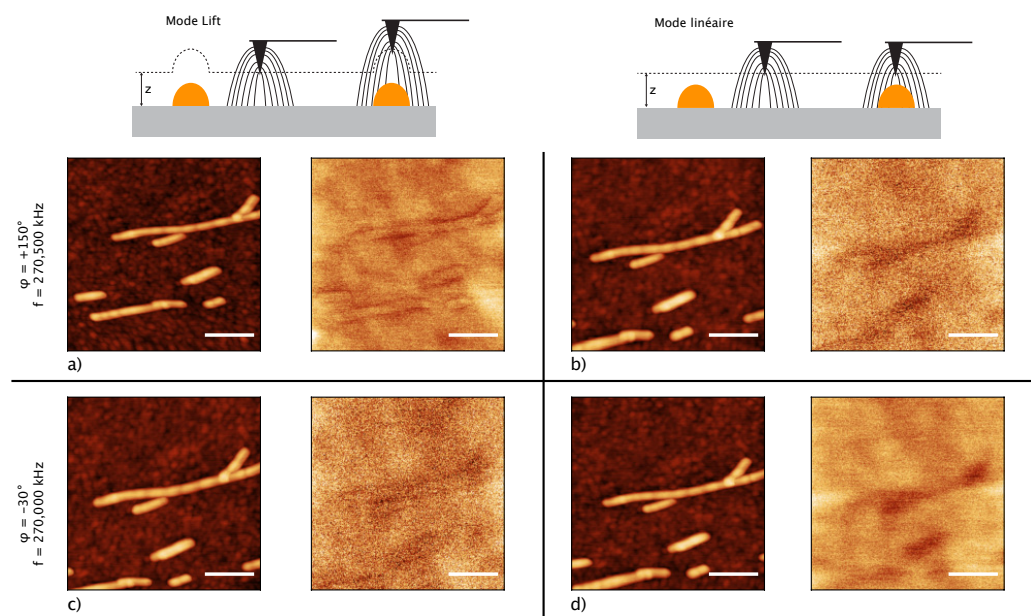 Mode Lift
Mode linéaire
z
z
φ = +150°
f = 270,500 kHz
a)
b)
φ = –30°
f = 270,000 kHz
c)
d)